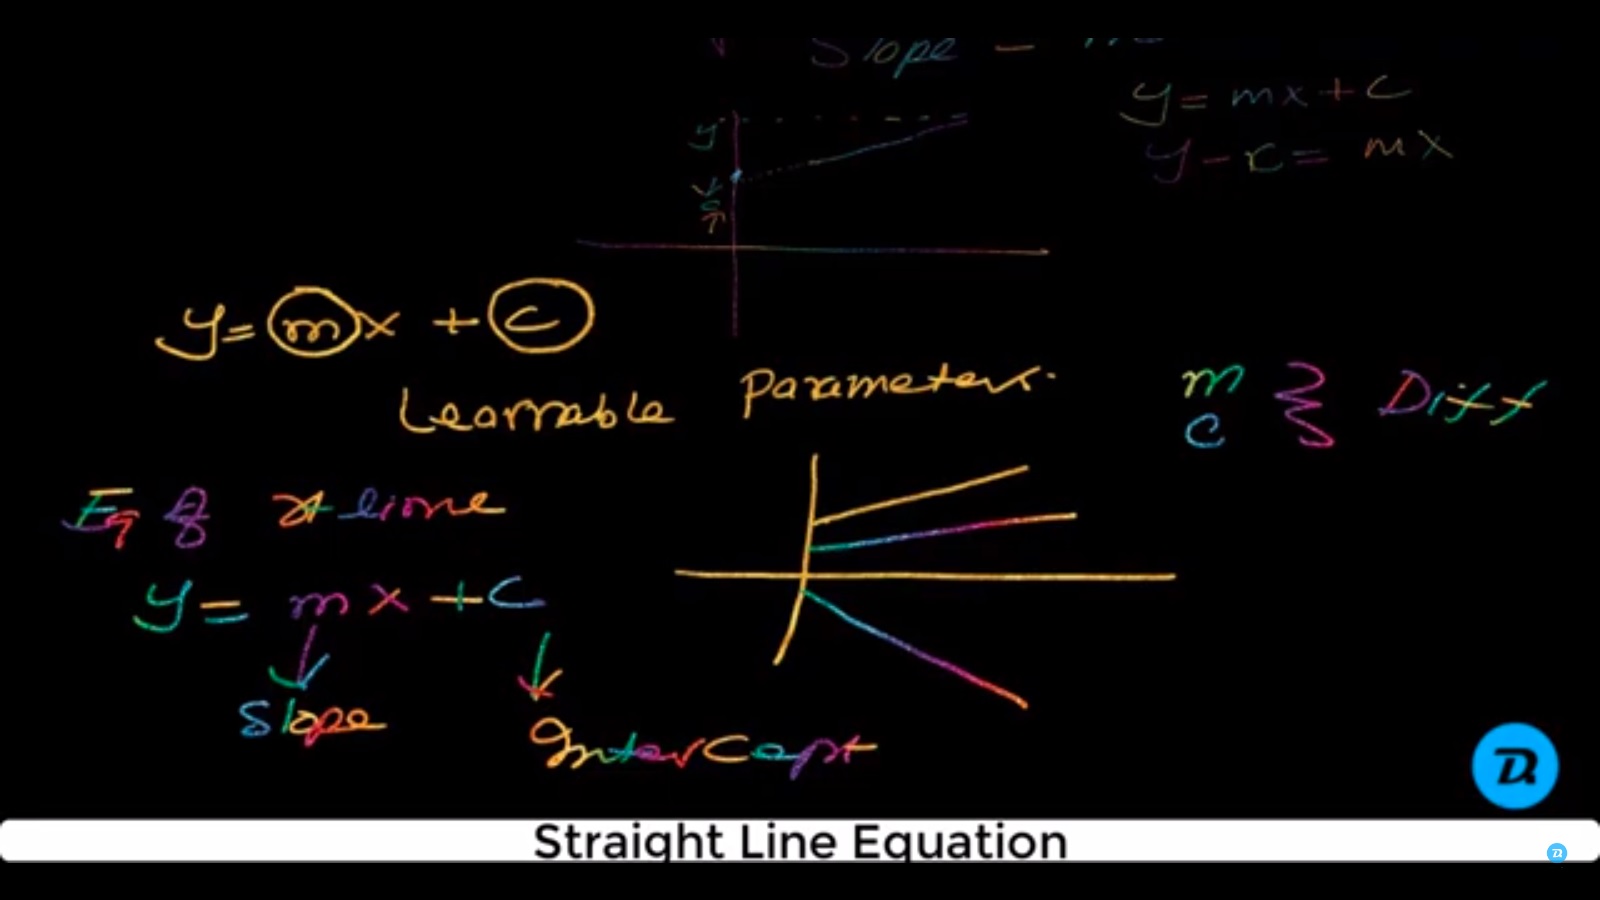 Slope =
y = mx + c
y
y - c = mx
c
y = mx + c
Learnable Parameters.
m
c } Diff
Eq of st line
y = mx + c
Slope
Intercept
Straight Line Equation